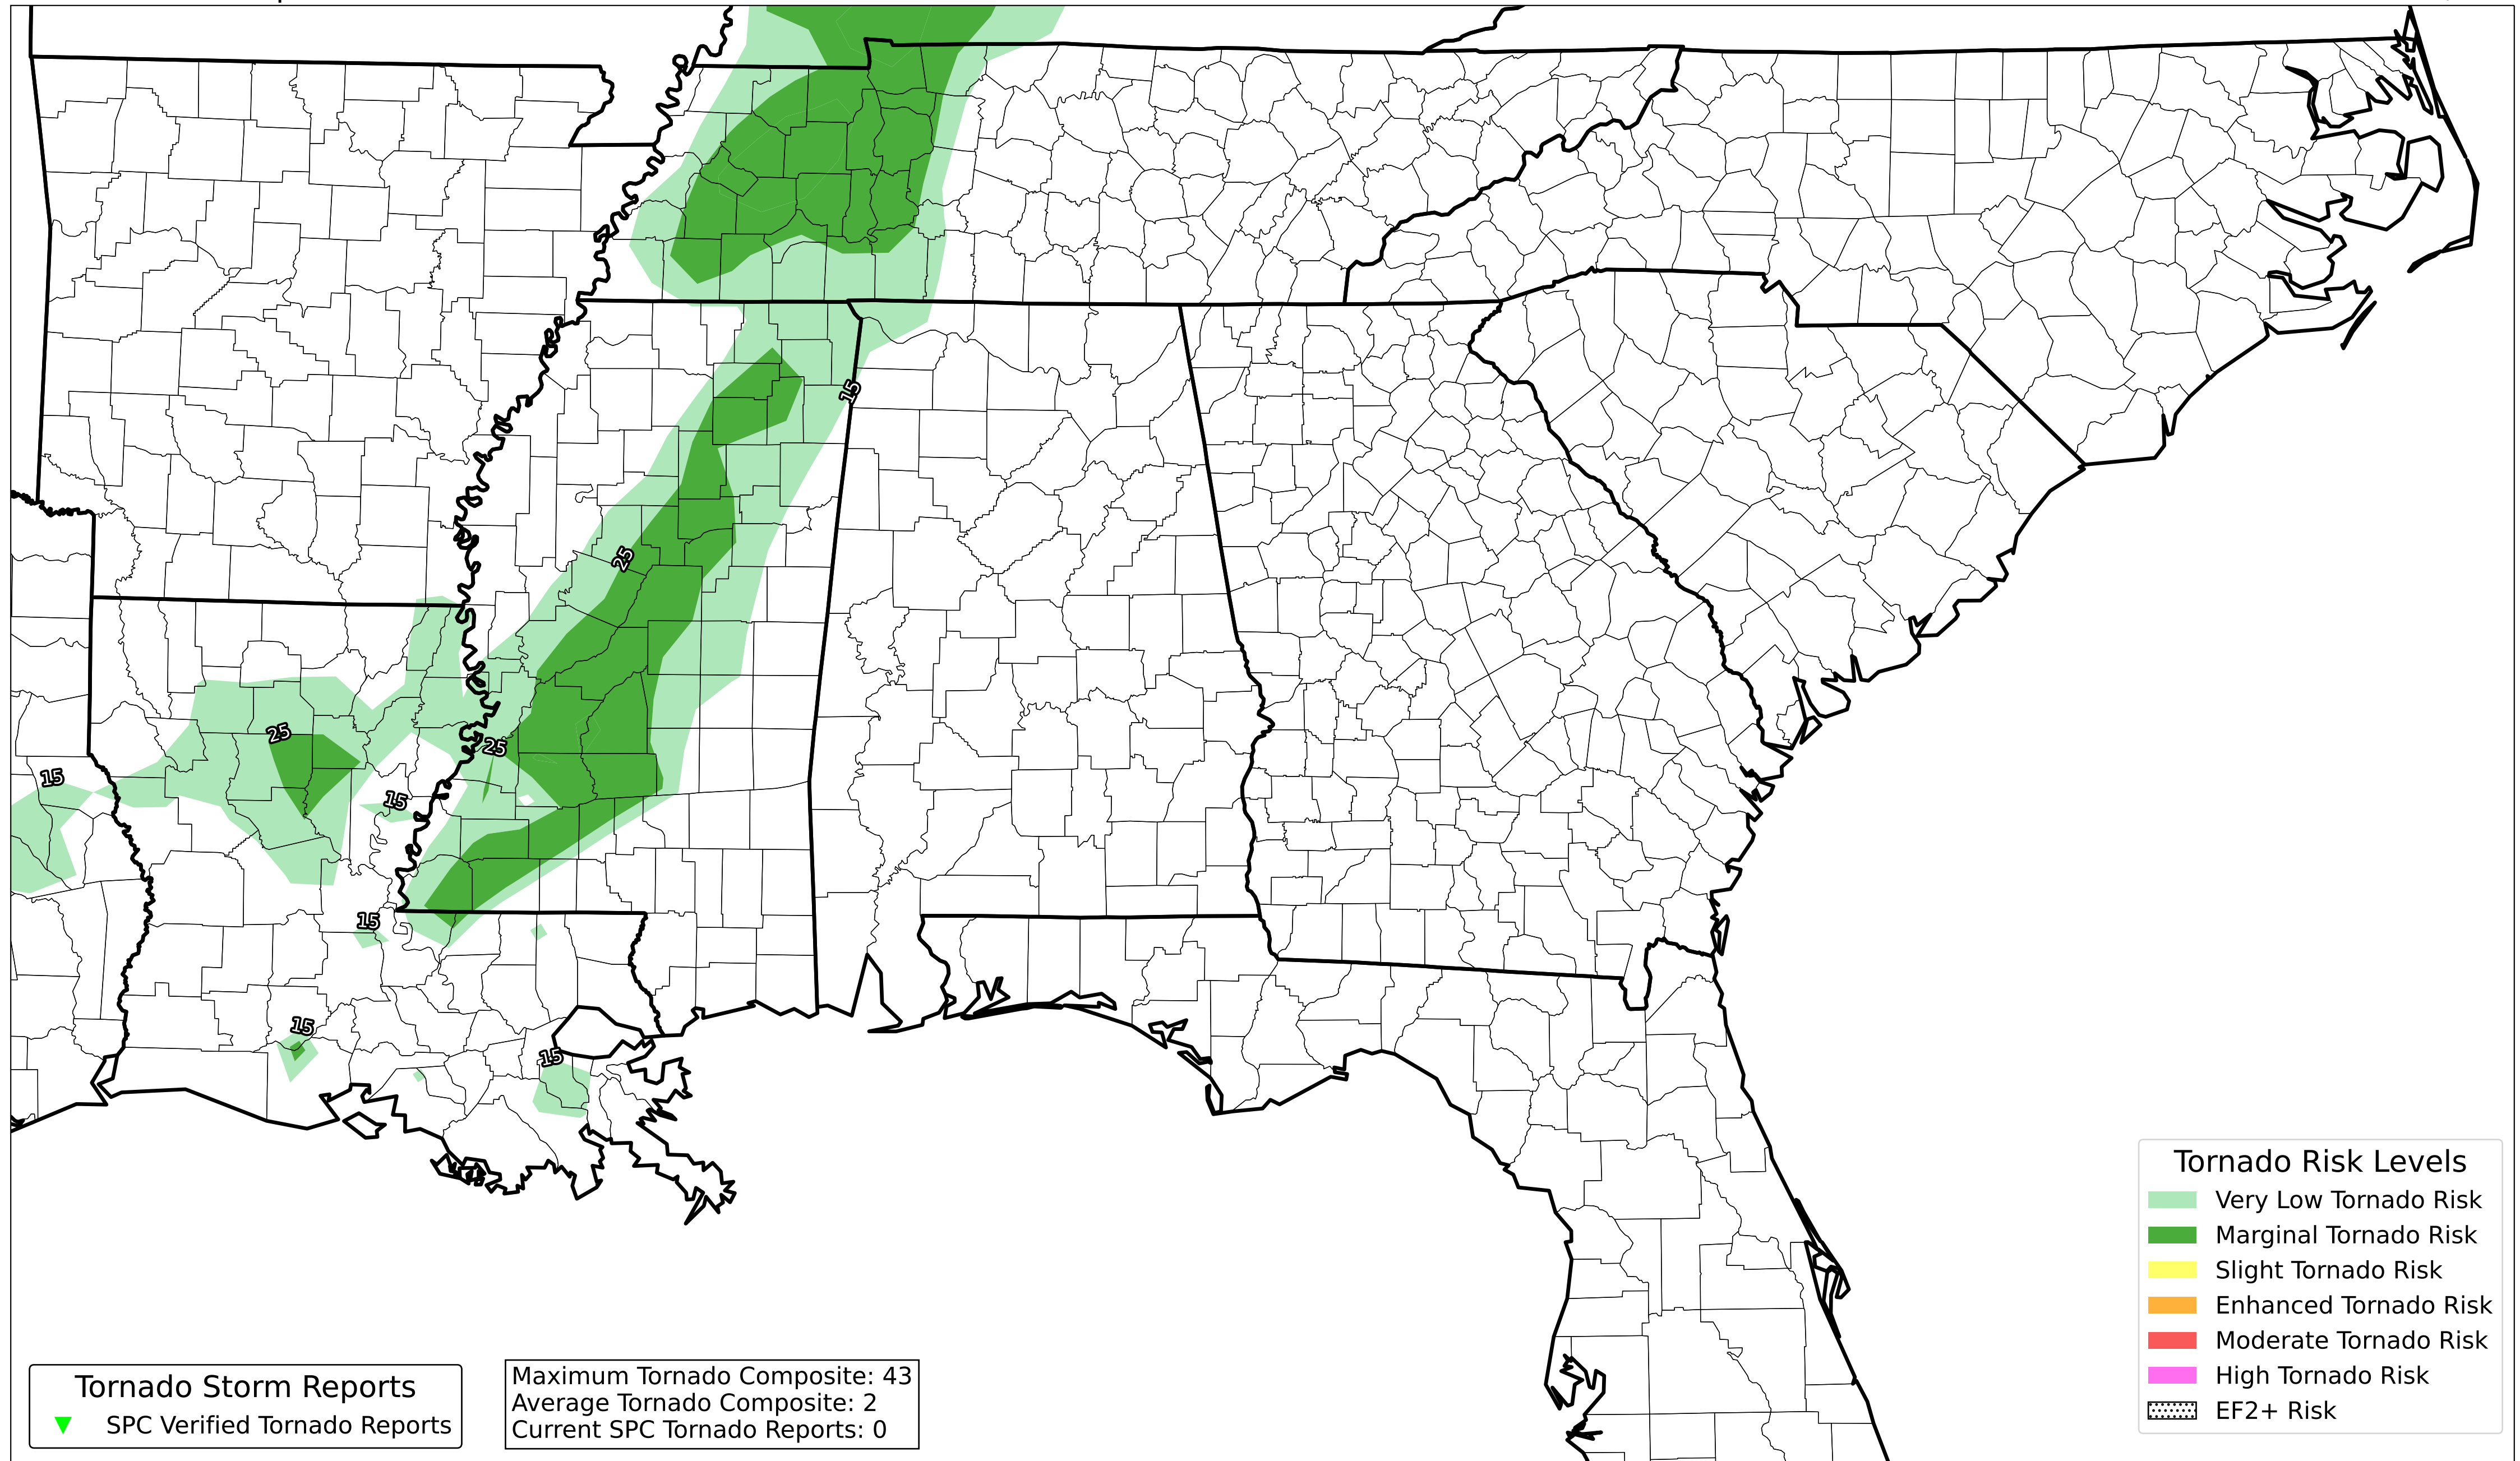 15
25
25
25
15
15
15
15
15
Tornado Risk Levels
Very Low Tornado Risk
Marginal Tornado Risk
Slight Tornado Risk
Enhanced Tornado Risk
Moderate Tornado Risk
High Tornado Risk
EF2+ Risk
Tornado Storm Reports
SPC Verified Tornado Reports
Maximum Tornado Composite: 43
Average Tornado Composite: 2
Current SPC Tornado Reports: 0